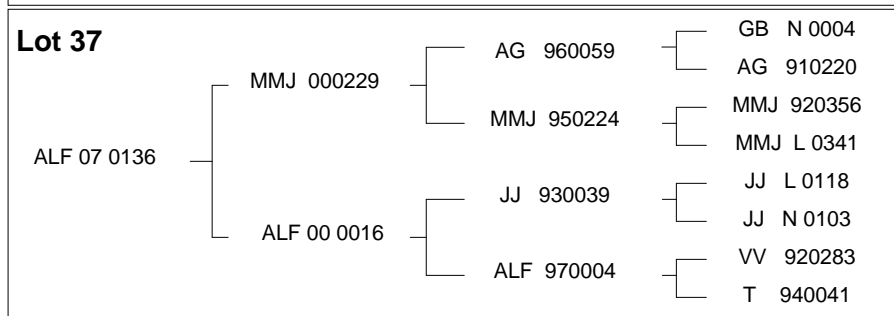 Lot 37
GB N 0004
AG 960059
AG 910220
MMJ 000229
MMJ 920356
MMJ 950224
MMJ L 0341
ALF 07 0136
JJ L 0118
JJ 930039
JJ N 0103
ALF 00 0016
VV 920283
ALF 970004
T 940041